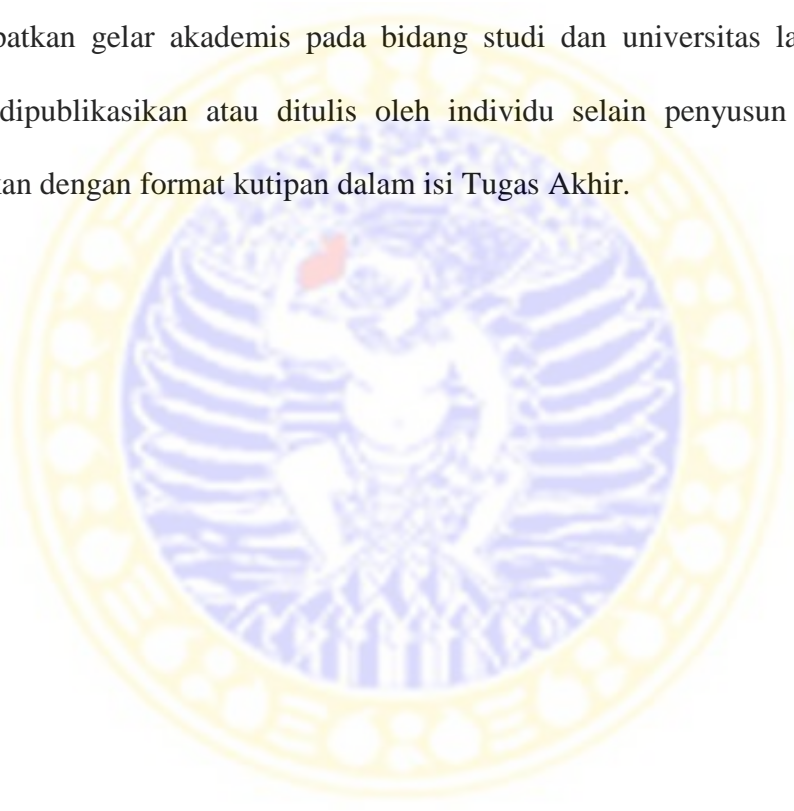 patkan gelar akademis pada bidang studi dan universitas la
dipublikasikan atau ditulis oleh individu selain penyusun
kan dengan format kutipan dalam isi Tugas Akhir.